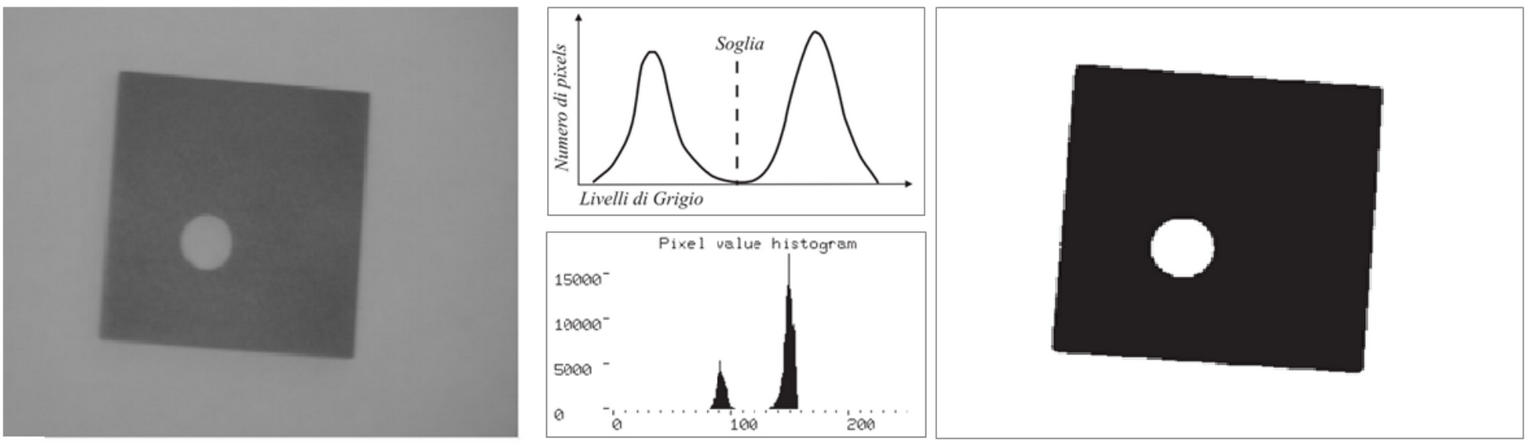 Soglia
Numero di pixels
Livelli di Grigio
Pixel value histogram
15000
10000
5000
0
0 100 200